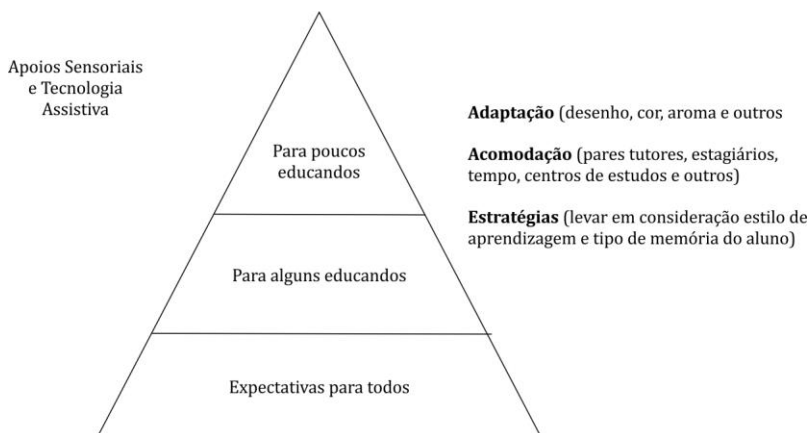 Apoios Sensoriais
e Tecnologia
Assistiva
Para poucos
educandos
Para alguns educandos
Expectativas para todos
Adaptação (desenho, cor, aroma e outros
Acomodação (pares tutores, estagiários,
tempo, centros de estudos e outros)
Estratégias (levar em consideração estilo de
aprendizagem e tipo de memória do aluno)